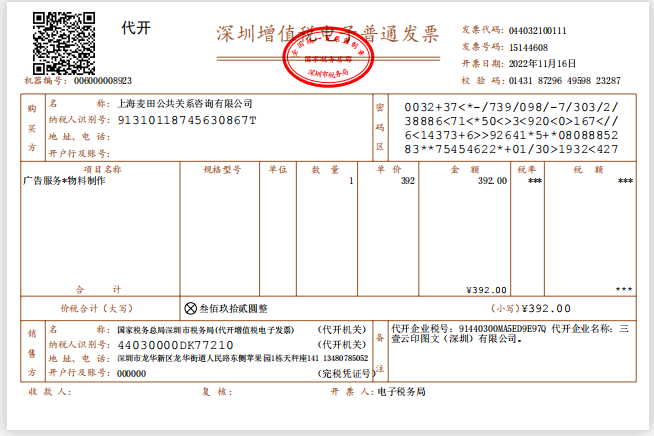 代开
深圳增值税电子普通发票
全国统一发票监制章
国家税务总局
深圳市税务局
发票代码: 044032100111
发票号码: 15144608
开票日期: 2022年11月16日
校 验 码: 01431 87296 49598 23287
机器编号: 006000008923
购买方
名 称: 上海麦田公共关系咨询有限公司
纳税人识别号: 91310118745630867T
地 址、电 话:
开户行及账号:
密码区
0032+37<*-/739/098/-7/303/2/
38886<71<*50<>3<920<0>167<//
6<14373+6>>92641*5+*08088852
83**75454622*+01/30>1932<427
项目名称 规格型号 单位 数 量 单 价 金 额 税率 税 额
广告服务*物料制作 1 392 392.00 *** ***
合 计 ¥392.00 ***
价税合计（大写） ⊗叁佰玖拾贰圆整 （小写）¥392.00
销售方
名 称: 国家税务总局深圳市税务局(代开增值税电子发票) (代开机关)
纳税人识别号: 44030000DK77210 (代开机关)
地 址、电 话: 深圳市龙华新区龙华街道人民路东侧苹果园1栋天秤座141 13480785052
开户行及账号: 000000 (完税凭证号)
备注
代开企业税号: 91440300MA5ED9E97Q 代开企业名称: 三
壹云印图文（深圳）有限公司。
收 款 人: 复 核: 开 票 人: 电子税务局